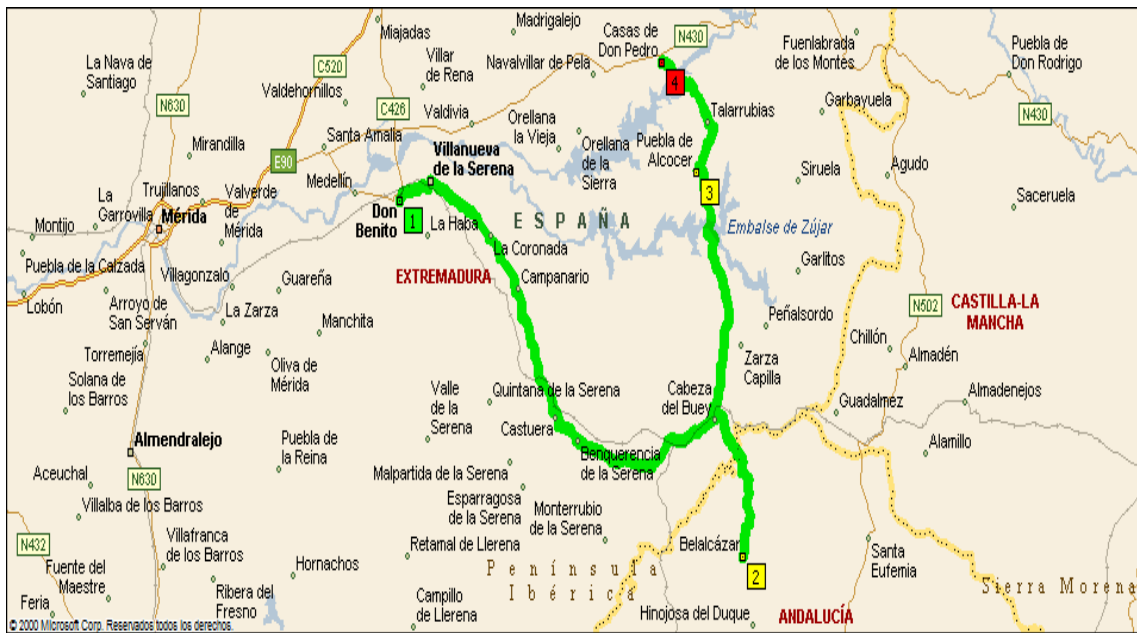 Miajadas
Madrigalejo
Casas de
Don Pedro
N430
Fuenlabrada
de los Montes
Puebla de
Don Rodrigo
La Nava de
Santiago
C520
Villar
de Rena
Navalvillar de Pela
4
N630
Valdehornillos
C426
Valdivia
Orellana
la Vieja
Talarrubias
Garbayuela
N430
Mirandilla
Santa Amalia
E90
Villanueva
de la Serena
Orellana
de la
Sierra
Puebla de
Alcocer
Siruela
Agudo
Medellín
Trujillanos
Valverde
de
Mérida
La
Garrovilla
Mérida
Montijo
Don
Benito
1
La Haba
ESPAÑA
3
Embalse de Zújar
Saceruela
Puebla de la Calzada
La Coronada
Villagonzalo
Guareña
EXTREMADURA
Campanario
Garlitos
Lobón
Arroyo de
San Serván
La Zarza
Manchita
Peñalsordo
N502
CASTILLA-LA
MANCHA
Torremejía
Alange
Oliva de
Mérida
Zarza
Capilla
Chillón
Almadén
Solana de
los Barros
Valle
de la
Serena
Quintana de la Serena
Cabeza
del Buey
Guadalmez
Almadenejos
Almendralejo
Puebla de
la Reina
Castuera
Benquerencia
de la Serena
Alamillo
Aceuchal
N630
Malpartida de la Serena
Esparragosa
de la Serena
Monterrubio
de la Serena
Villalba de los Barros
N432
Villafranca
de los Barros
Retamal de Llerena
Belalcázar
Santa
Eufemia
Fuente del
Maestre
Hornachos
Península
Ibérica
2
Sierra Morena
Ribera del
Fresno
Campillo
de Llerena
Hinojosa del Duque
ANDALUCÍA
Feria
© 2000 Microsoft Corp. Reservados todos los derechos.